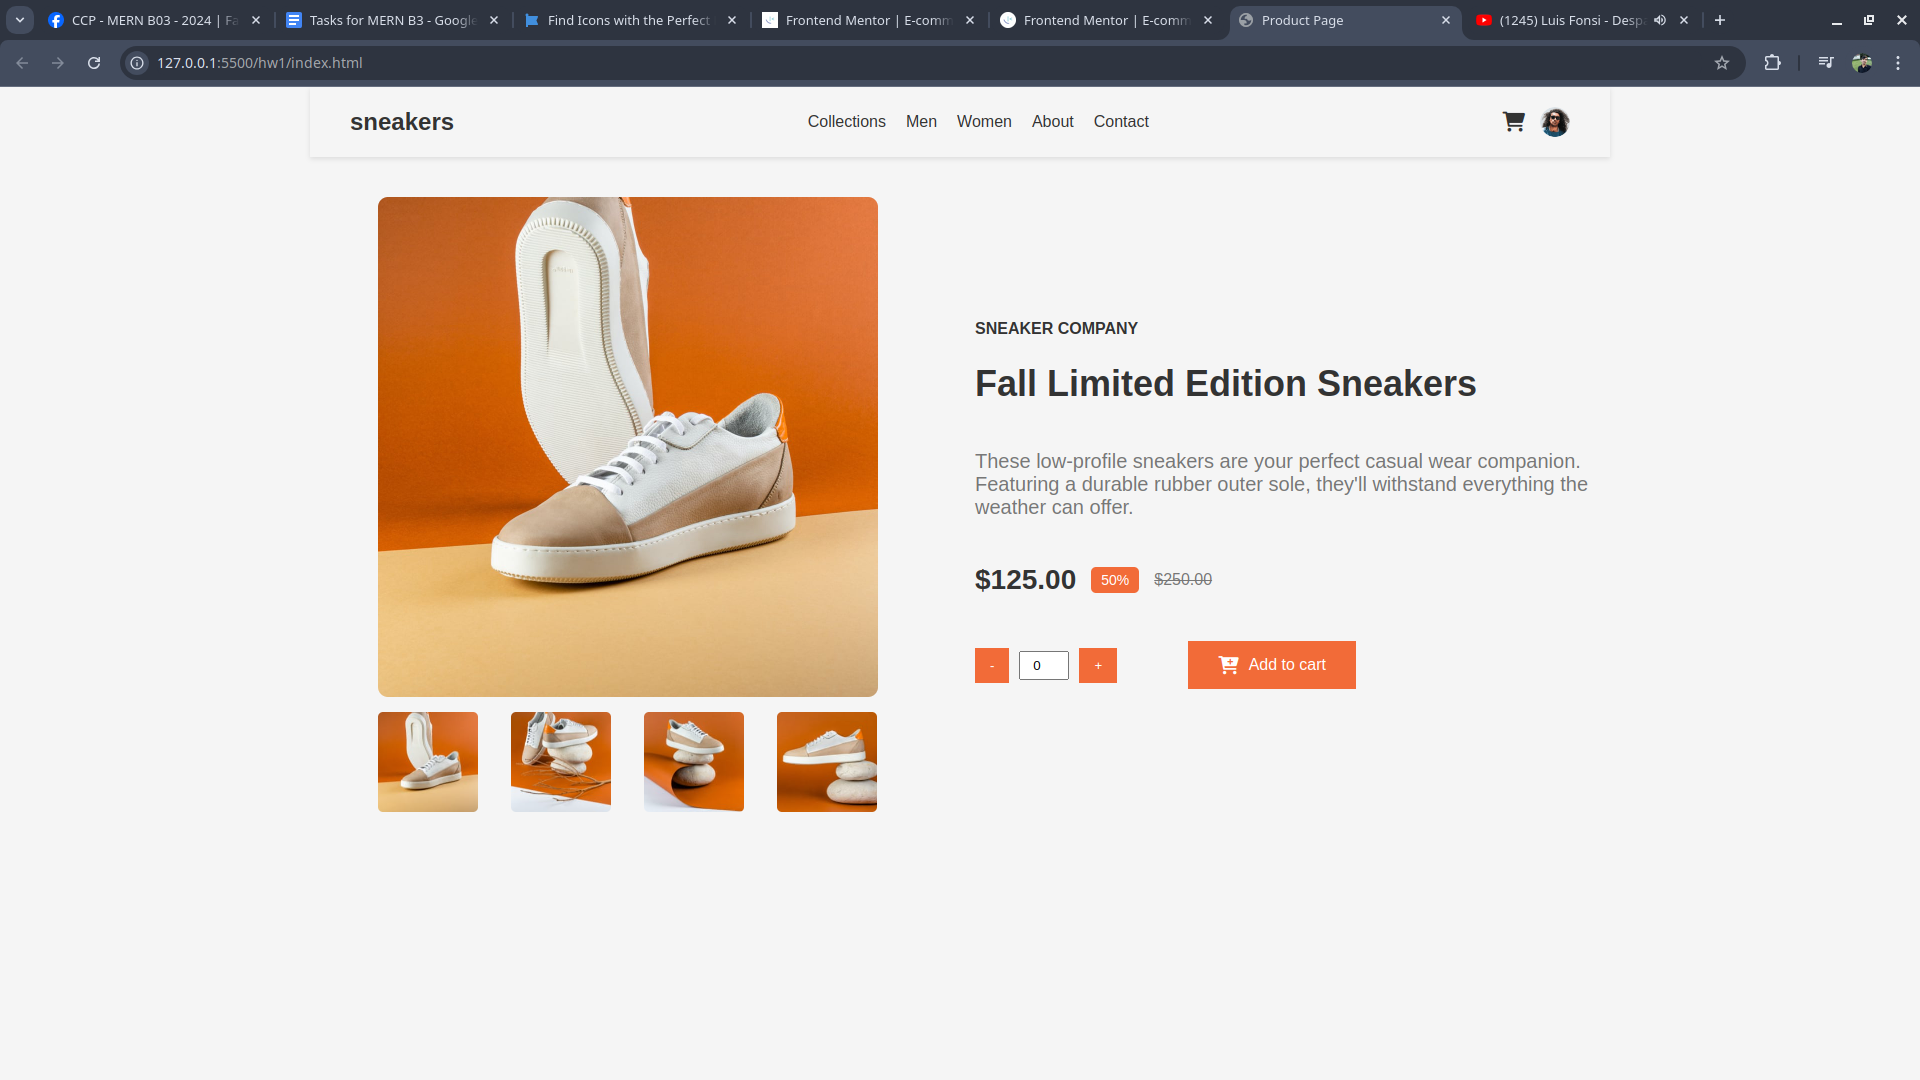 CCP - MERN B03 - 2024 | Fa
Tasks for MERN B3 - Google
Find Icons with the Perfect
Frontend Mentor | E-comm
Frontend Mentor | E-comm
Product Page
(1245) Luis Fonsi - Despa
127.0.0.1:5500/hw1/index.html
sneakers
Collections Men Women About Contact
SNEAKER COMPANY
Fall Limited Edition Sneakers
These low-profile sneakers are your perfect casual wear companion.
Featuring a durable rubber outer sole, they'll withstand everything the
weather can offer.
$125.00 50% $250.00
- 0 + Add to cart